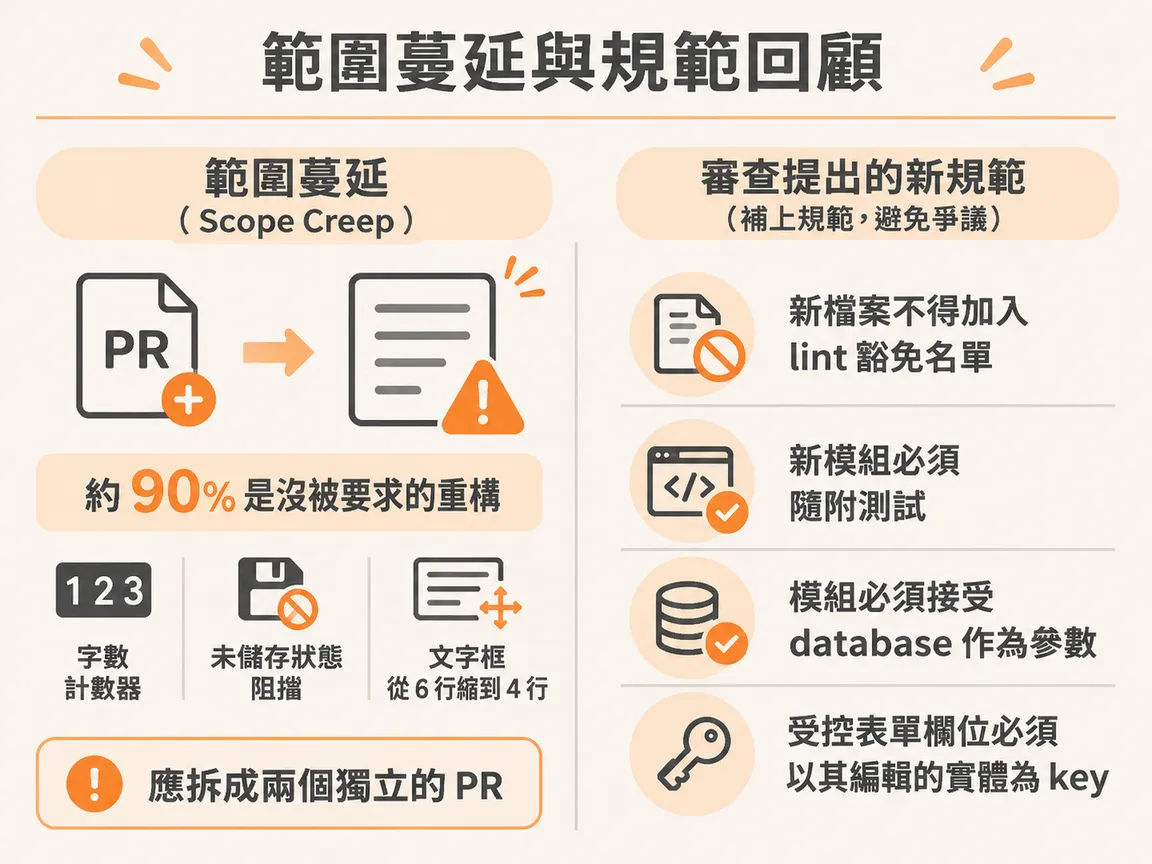 範圍蔓延與規範回顧
範圍蔓延
（Scope Creep）
PR
約 90% 是沒被要求的重構
1 2 3
字數
計數器
未儲存狀態
阻擋
文字框
從 6 行縮到 4 行
應拆成兩個獨立的 PR
審查提出的新規範
（補上規範，避免爭議）
新檔案不得加入
lint 豁免名單
</>
新模組必須
隨附測試
模組必須接受
database 作為參數
受控表單欄位必須
以其編輯的實體為 key